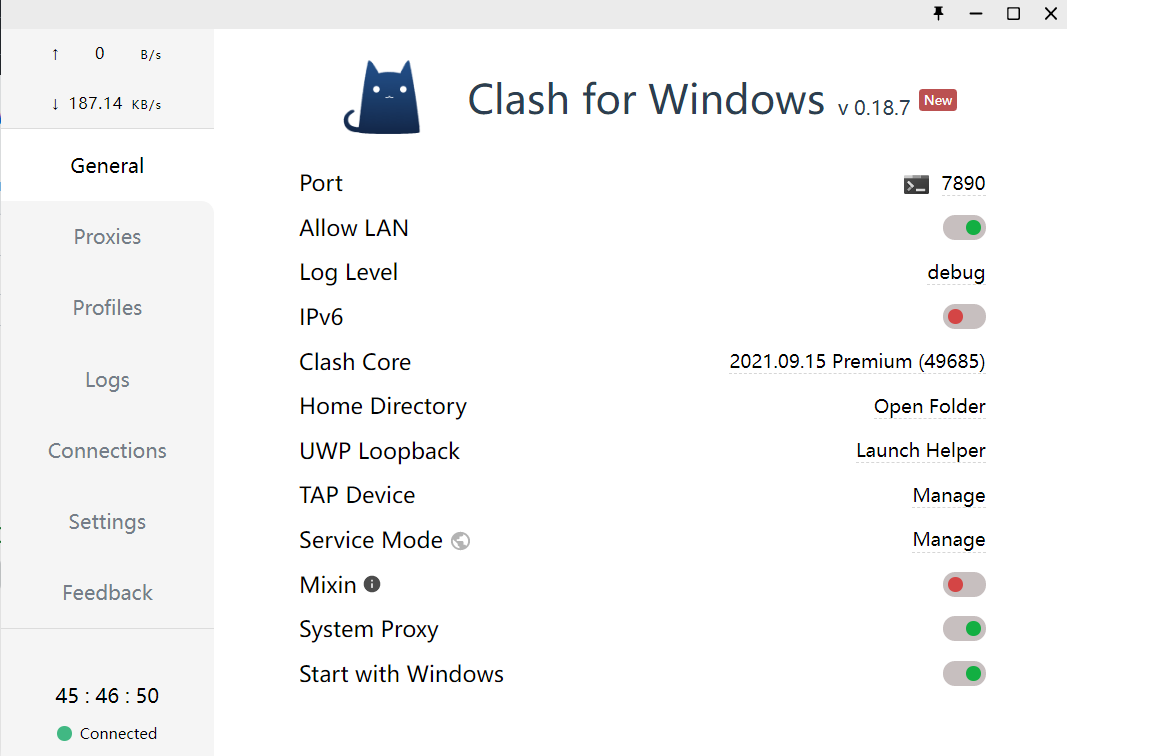 ↑ 0 B/s
↓ 187.14 KB/s
General
Proxies
Profiles
Logs
Connections
Settings
Feedback
45 : 46 : 50
Connected
Clash for Windows v 0.18.7 New
Port 7890
Allow LAN
Log Level debug
IPv6
Clash Core 2021.09.15 Premium (49685)
Home Directory Open Folder
UWP Loopback Launch Helper
TAP Device Manage
Service Mode Manage
Mixin
System Proxy
Start with Windows